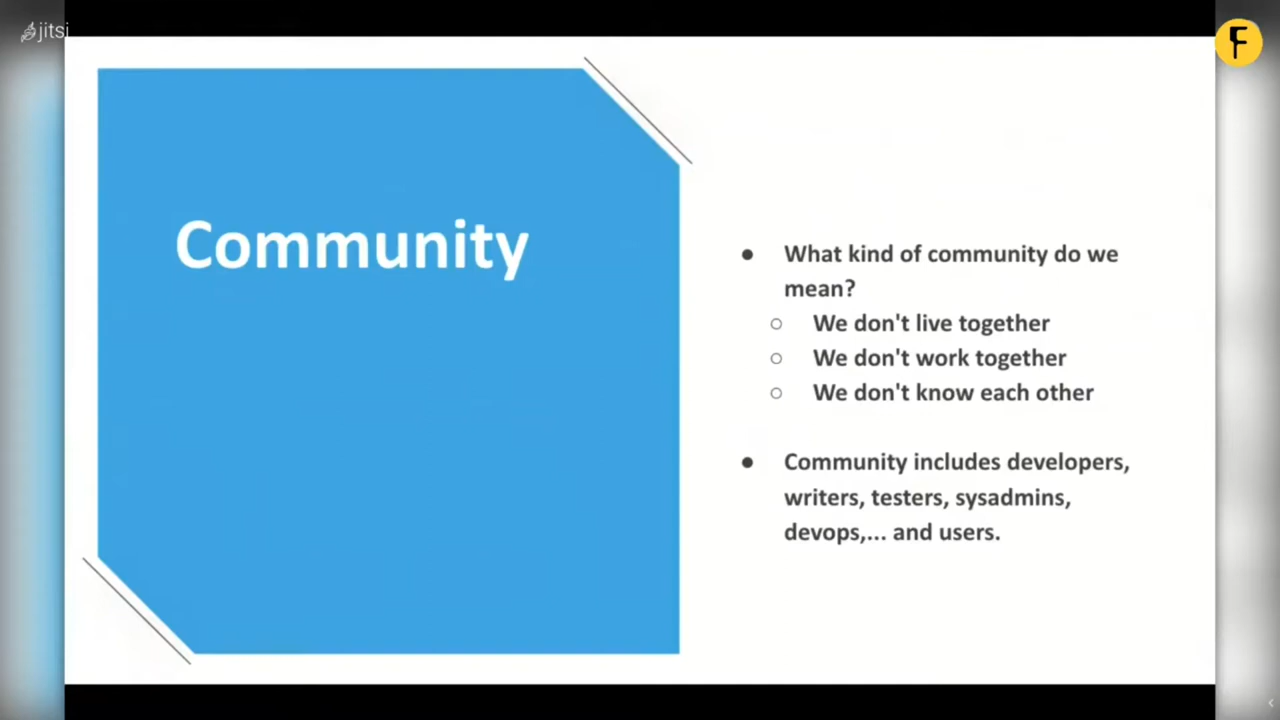 jitsi
F
Community
● What kind of community do we
mean?
○ We don't live together
○ We don't work together
○ We don't know each other
● Community includes developers,
writers, testers, sysadmins,
devops,... and users.